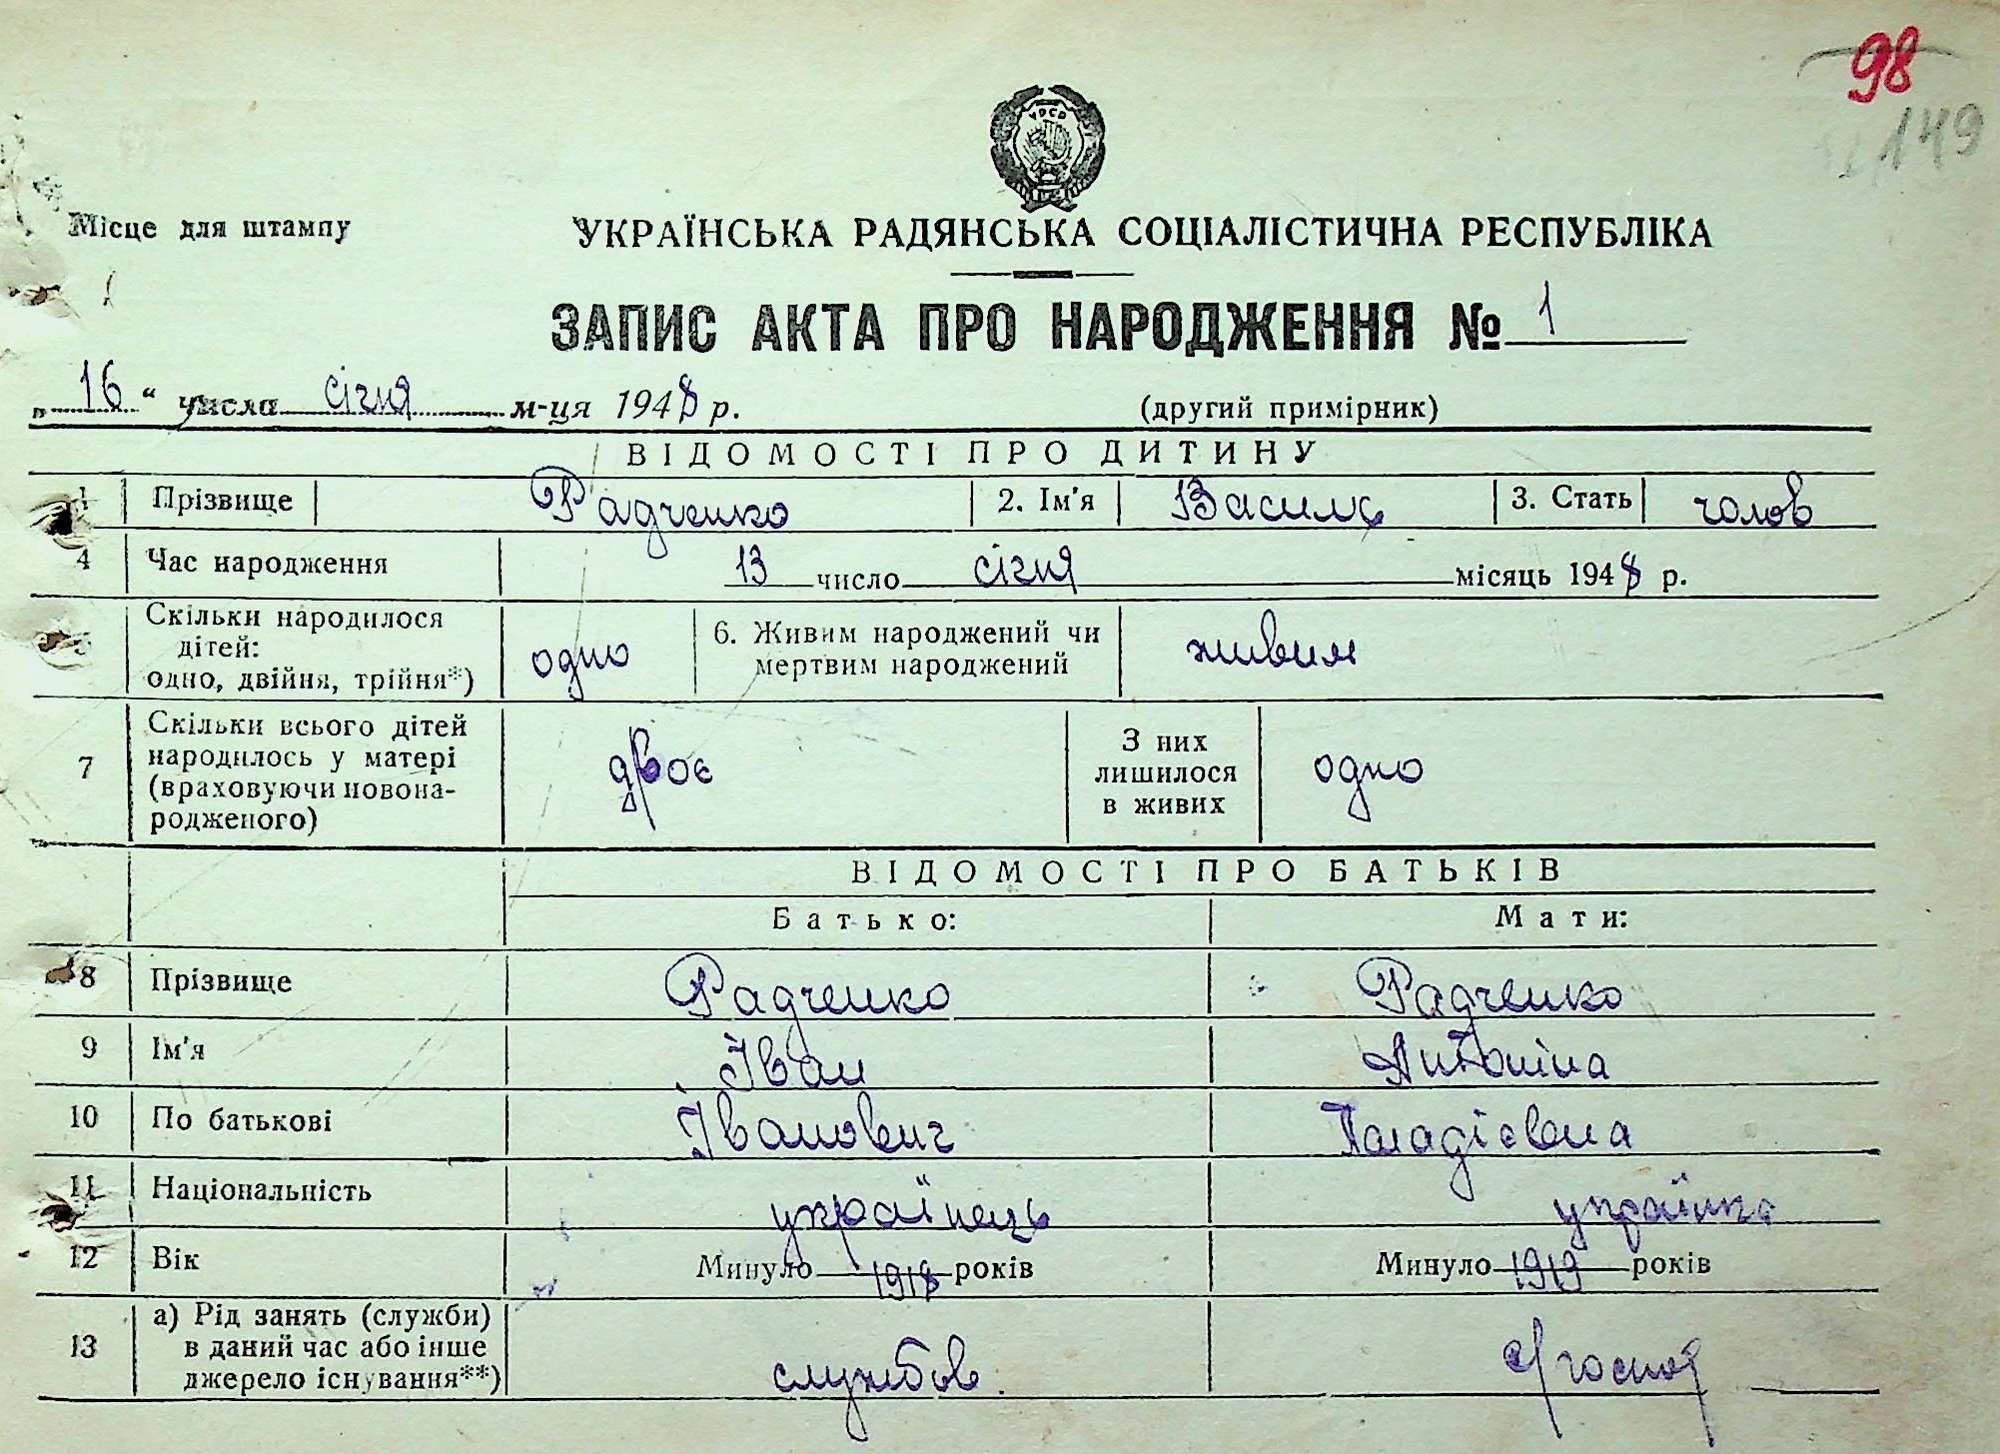 98
149
УРСР
Місце для штампу
УКРАЇНСЬКА РАДЯНСЬКА СОЦІАЛІСТИЧНА РЕСПУБЛІКА
ЗАПИС АКТА ПРО НАРОДЖЕННЯ № 1
„ 16 “ числа січня м-ця 1948 р.
(другий примірник)
ВІДОМОСТІ ПРО ДИТИНУ
1 Прізвище Радченко 2. Ім'я Василь 3. Стать чолов
4 Час народження 13 число січня місяць 1948 р.
5 Скільки народилося
дітей:
одно, двійня, трійня*)
одно
6. Живим народжений чи
мертвим народжений
живим
7 Скільки всього дітей
народилось у матері
(враховуючи новона-
родженого)
двоє
З них
лишилося
в живих
одно
ВІДОМОСТІ ПРО БАТЬКІВ
Батько: Мати:
8 Прізвище Радченко Радченко
9 Ім'я Іван Антоніна
10 По батькові Іванович
11 Національність українець українка
12 Вік Минуло 1918 років Минуло 1919 років
13 а) Рід занять (служби)
в даний час або інше
джерело існування**)
службов.